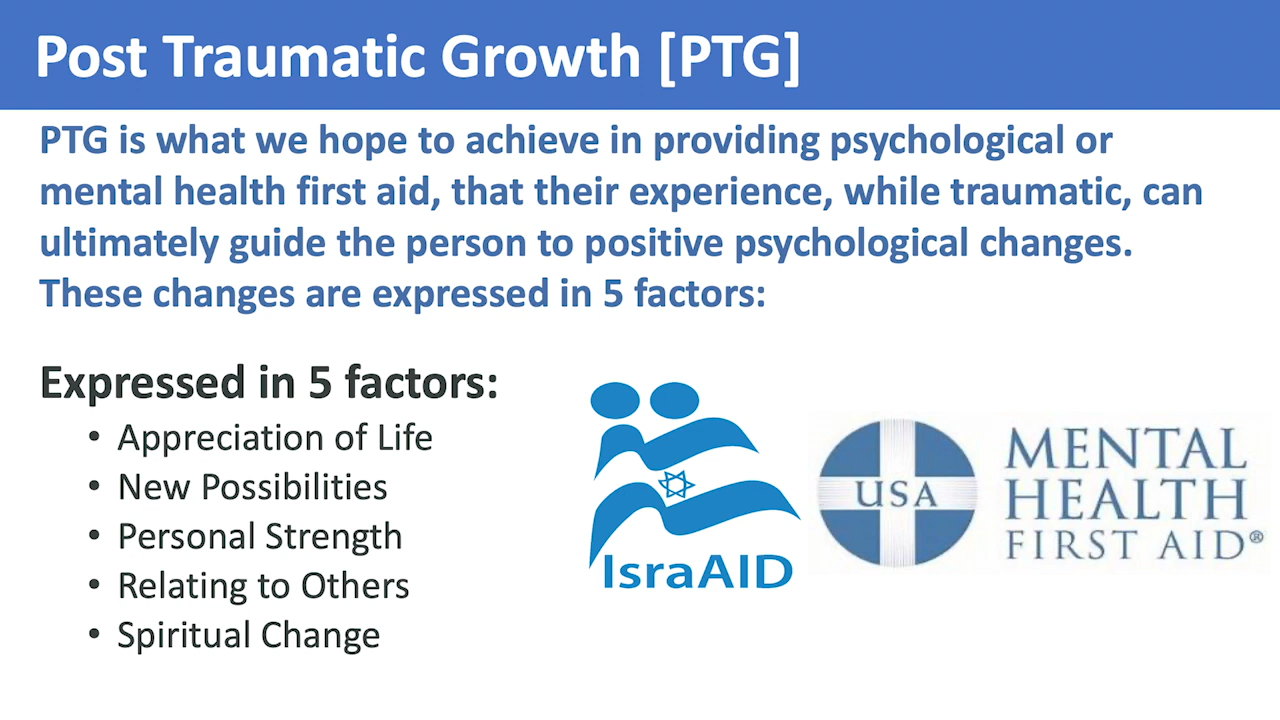 Post Traumatic Growth [PTG]
PTG is what we hope to achieve in providing psychological or
mental health first aid, that their experience, while traumatic, can
ultimately guide the person to positive psychological changes.
These changes are expressed in 5 factors:
Expressed in 5 factors:
• Appreciation of Life
• New Possibilities
• Personal Strength
• Relating to Others
• Spiritual Change
IsraAID
USA
MENTAL
HEALTH
FIRST AID®